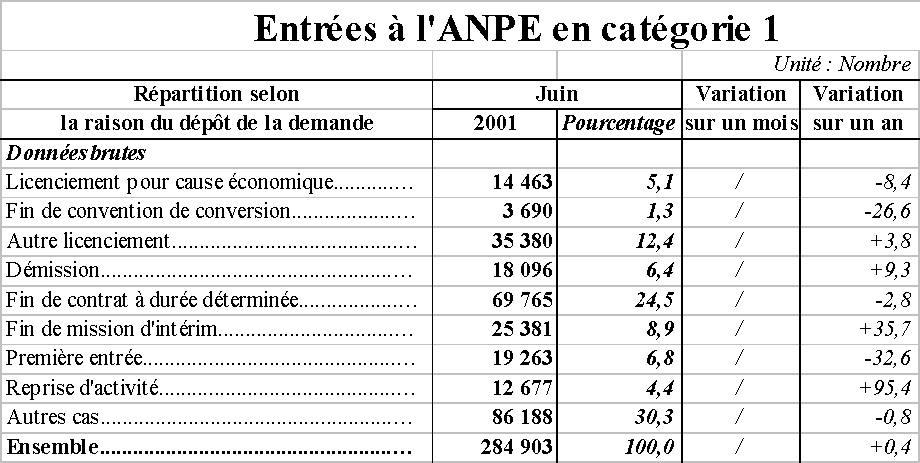 Entrées à l'ANPE en catégorie 1
Unité : Nombre
Répartition selon Juin Variation Variation
la raison du dépôt de la demande 2001 Pourcentage sur un mois sur un an
Données brutes
Licenciement pour cause économique.............. 14 463 5,1 / -8,4
Fin de convention de conversion...................... 3 690 1,3 / -26,6
Autre licenciement............................................ 35 380 12,4 / +3,8
Démission......................................................... 18 096 6,4 / +9,3
Fin de contrat à durée déterminée..................... 69 765 24,5 / -2,8
Fin de mission d'intérim................................... 25 381 8,9 / +35,7
Première entrée................................................. 19 263 6,8 / -32,6
Reprise d'activité.............................................. 12 677 4,4 / +95,4
Autres cas......................................................... 86 188 30,3 / -0,8
Ensemble......................................................... 284 903 100,0 / +0,4